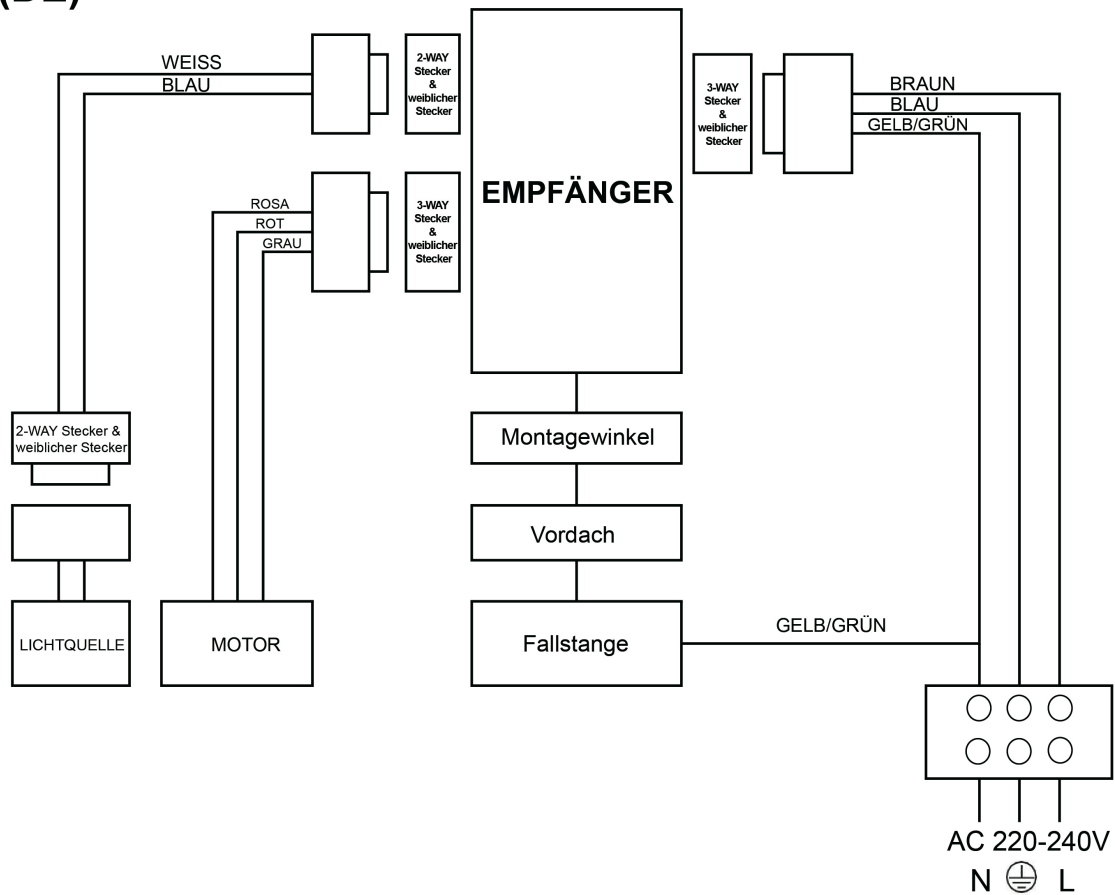 WEISS
BLAU
2-WAY
Stecker
&
weiblicher
Stecker
ROSA
ROT
GRAU
3-WAY
Stecker
&
weiblicher
Stecker
EMPFÄNGER
3-WAY
Stecker
&
weiblicher
Stecker
BRAUN
BLAU
GELB/GRÜN
2-WAY Stecker &
weiblicher Stecker
LICHTQUELLE
MOTOR
Montagewinkel
Vordach
Fallstange
GELB/GRÜN
AC 220-240V
N L